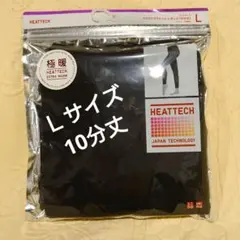 HEATTECH
L
極暖
HEATTECH
EXTRA WARM
Lサイズ
10分丈
HEATTECH
JAPAN TECHNOLOGY